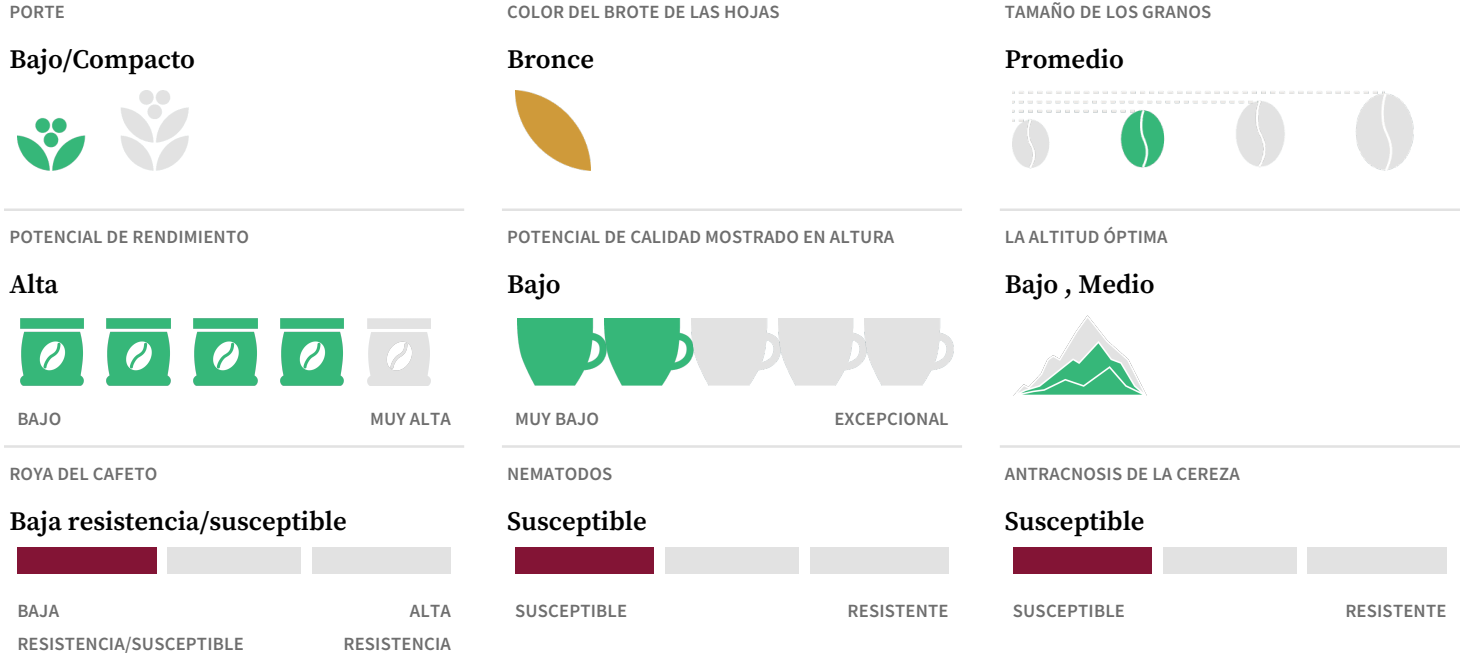 PORTE
Bajo/Compacto
COLOR DEL BROTE DE LAS HOJAS
Bronce
TAMAÑO DE LOS GRANOS
Promedio
POTENCIAL DE RENDIMIENTO
Alta
BAJO
MUY ALTA
POTENCIAL DE CALIDAD MOSTRADO EN ALTURA
Bajo
MUY BAJO
EXCEPCIONAL
LA ALTITUD ÓPTIMA
Bajo , Medio
ROYA DEL CAFETO
Baja resistencia/susceptible
BAJA
RESISTENCIA/SUSCEPTIBLE
ALTA
RESISTENCIA
NEMATODOS
Susceptible
SUSCEPTIBLE
RESISTENTE
ANTRACNOSIS DE LA CEREZA
Susceptible
SUSCEPTIBLE
RESISTENTE